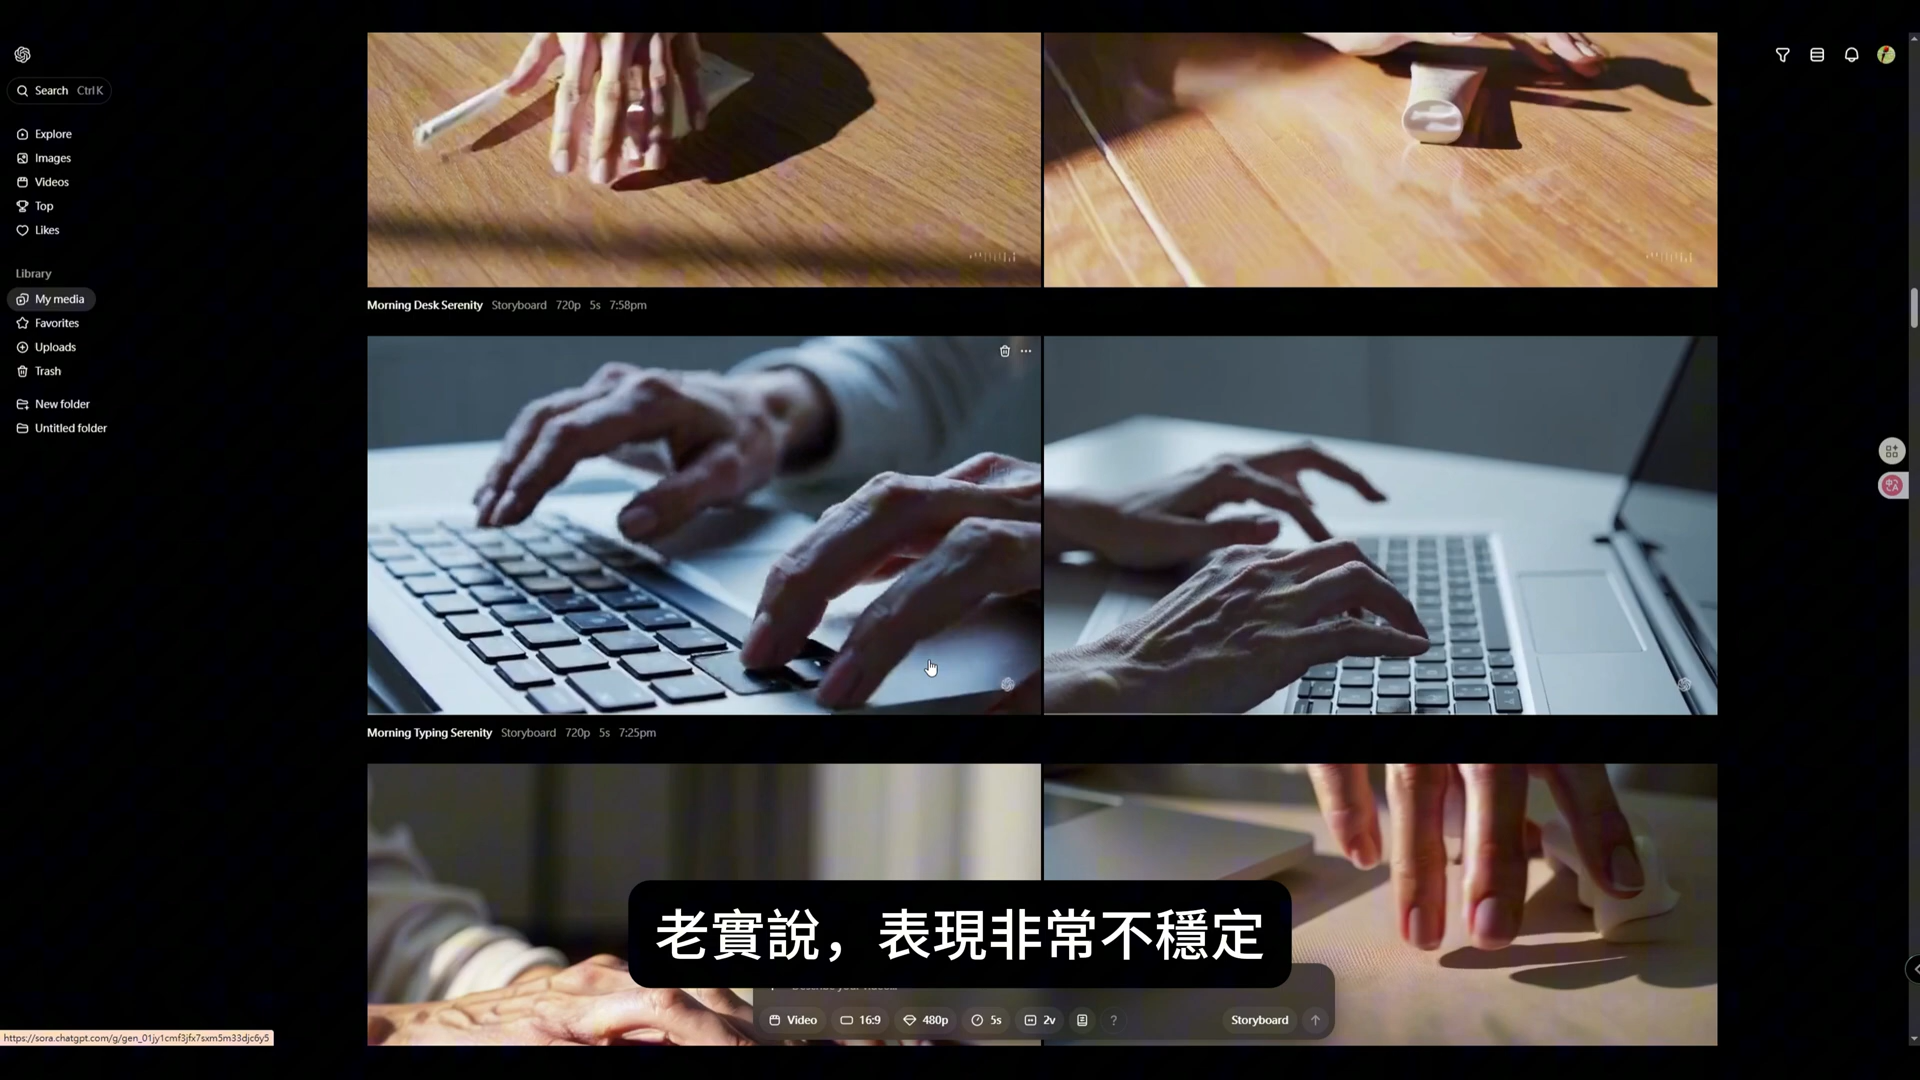 Search Ctrl K
Explore
Images
Videos
Top
Likes
Library
My media
Favorites
Uploads
Trash
New folder
Untitled folder
Morning Desk Serenity Storyboard 720p 5s 7:58pm
Morning Typing Serenity Storyboard 720p 5s 7:25pm
老實說，表現非常不穩定
Video 16:9 480p 5s 2v ? Storyboard
https://sora.chatgpt.com/g/gen_01jy1cmf3jfx7sxm5m33djc6y5